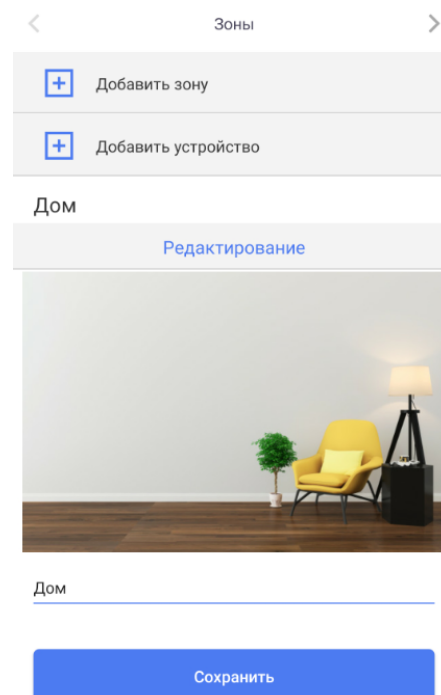 Зоны
Добавить зону
Добавить устройство
Дом
Редактирование
Дом
Сохранить